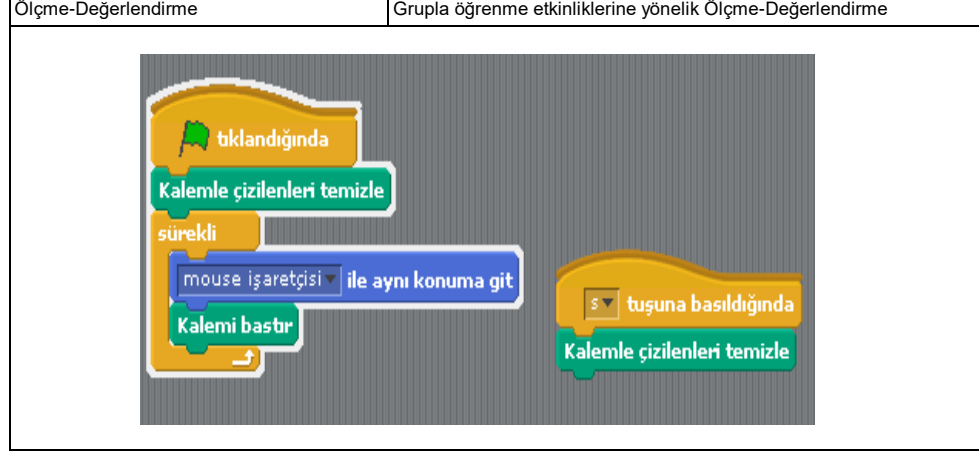 Ölçme-Değerlendirme
Grupla öğrenme etkinliklerine yönelik Ölçme-Değerlendirme
tıklandığında
Kalemle çizilenleri temizle
sürekli
mouse işaretçisi ile aynı konuma git
Kalemi bastır
s tuşuna basıldığında
Kalemle çizilenleri temizle